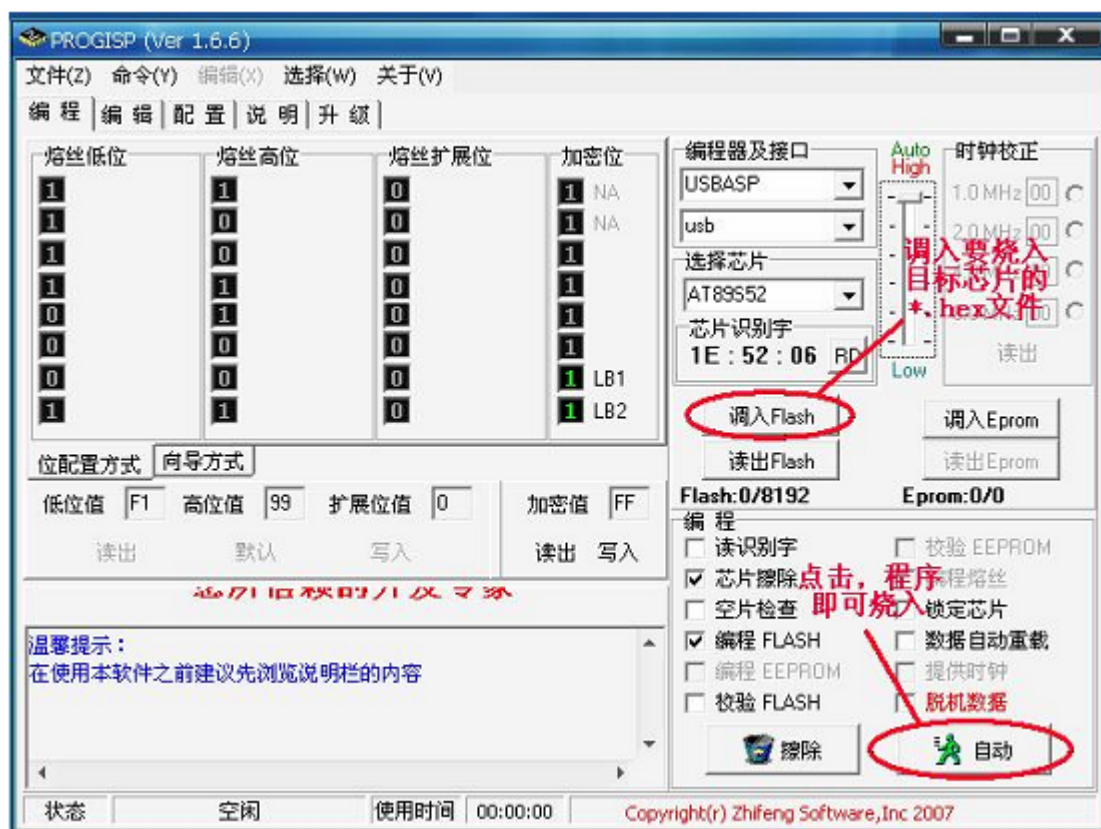 PROGISP (Ver 1.6.6)
文件(Z) 命令(Y) 编辑(X) 选择(W) 关于(V)
编 程 编 辑 配 置 说 明 升 级
熔丝低位 熔丝高位 熔丝扩展位 加密位
1 1 0 1 NA
1 0 0 1 NA
1 0 0 1
1 1 0 1
0 1 0 1
0 0 0 1
0 0 0 1 LB1
1 1 0 1 LB2
位配置方式 向导方式
低位值 F1 高位值 99 扩展位值 0 加密值 FF
读出 默认 写入 读出 写入
您所信赖的开发专家
温馨提示：
在使用本软件之前建议先浏览说明栏的内容
编程器及接口
USBASP
usb
选择芯片
AT89S52
芯片识别字
1E : 52 : 06 RD
Auto
High
Low
时钟校正
1.0 MHz 00
2.0 MHz 00
00
00
读出
调入要烧入
目标芯片的
*.hex文件
调入Flash 调入Eprom
读出Flash 读出Eprom
Flash:0/8192 Eprom:0/0
编 程
读识别字 校验 EEPROM
芯片擦除 编程熔丝
空片检查 锁定芯片
编程 FLASH 数据自动重载
编程 EEPROM 提供时钟
校验 FLASH 脱机数据
点击，程序
即可烧入
擦除 自动
状态 空闲 使用时间 00:00:00 Copyright(r) Zhifeng Software,Inc 2007